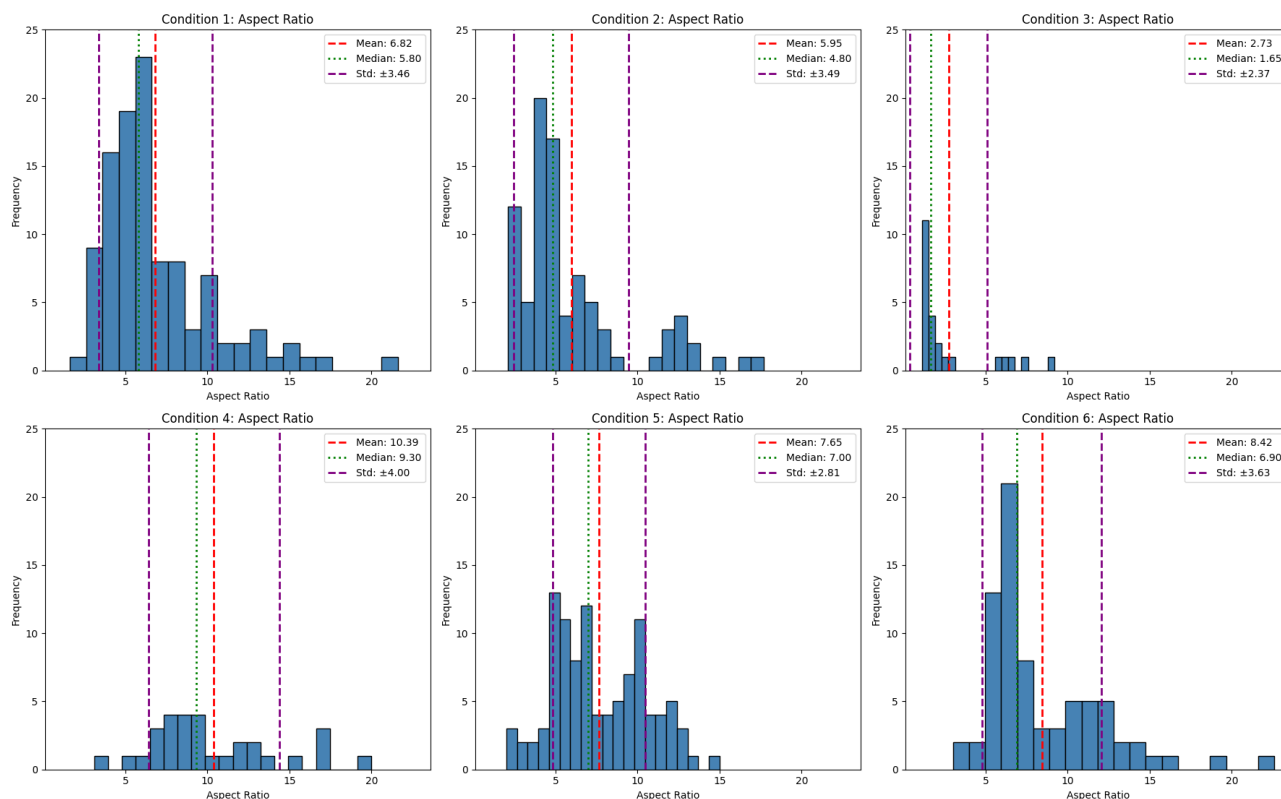 Condition 1: Aspect Ratio
25
20
15
10
5
0
Frequency
5
10
15
20
Aspect Ratio
Mean: 6.82
Median: 5.80
Std: ±3.46
Condition 2: Aspect Ratio
25
20
15
10
5
0
Frequency
5
10
15
20
Aspect Ratio
Mean: 5.95
Median: 4.80
Std: ±3.49
Condition 3: Aspect Ratio
25
20
15
10
5
0
Frequency
5
10
15
20
Aspect Ratio
Mean: 2.73
Median: 1.65
Std: ±2.37
Condition 4: Aspect Ratio
25
20
15
10
5
0
Frequency
5
10
15
20
Aspect Ratio
Mean: 10.39
Median: 9.30
Std: ±4.00
Condition 5: Aspect Ratio
25
20
15
10
5
0
Frequency
5
10
15
20
Aspect Ratio
Mean: 7.65
Median: 7.00
Std: ±2.81
Condition 6: Aspect Ratio
25
20
15
10
5
0
Frequency
5
10
15
20
Aspect Ratio
Mean: 8.42
Median: 6.90
Std: ±3.63